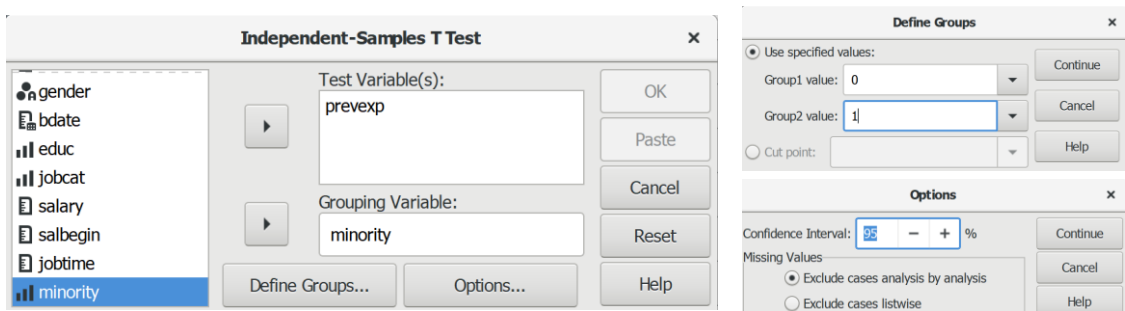 Independent-Samples T Test
×
gender
bdate
educ
jobcat
salary
salbegin
jobtime
minority
Test Variable(s):
prevexp
Grouping Variable:
minority
Define Groups...
Options...
OK
Paste
Cancel
Reset
Help
Define Groups
×
Use specified values:
Group1 value: 0
Group2 value: 1
Cut point:
Continue
Cancel
Help
Options
×
Confidence Interval: 95 − + %
Missing Values
Exclude cases analysis by analysis
Exclude cases listwise
Continue
Cancel
Help